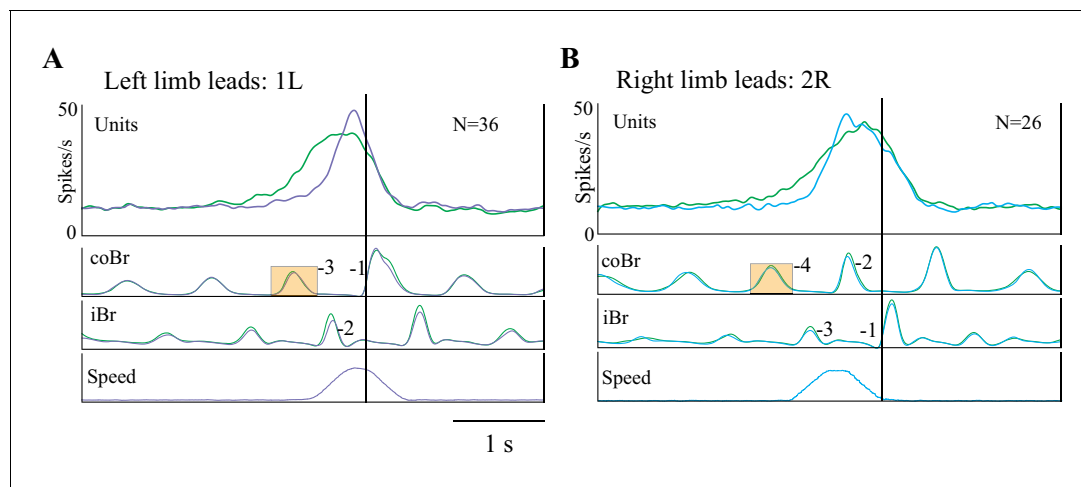 A
Left limb leads: 1L
50
Units
N=36
Spikes/s
0
coBr
-3
-1
iBr
-2
Speed
1 s
B
Right limb leads: 2R
50
Units
N=26
Spikes/s
0
coBr
-4
-2
iBr
-3
-1
Speed